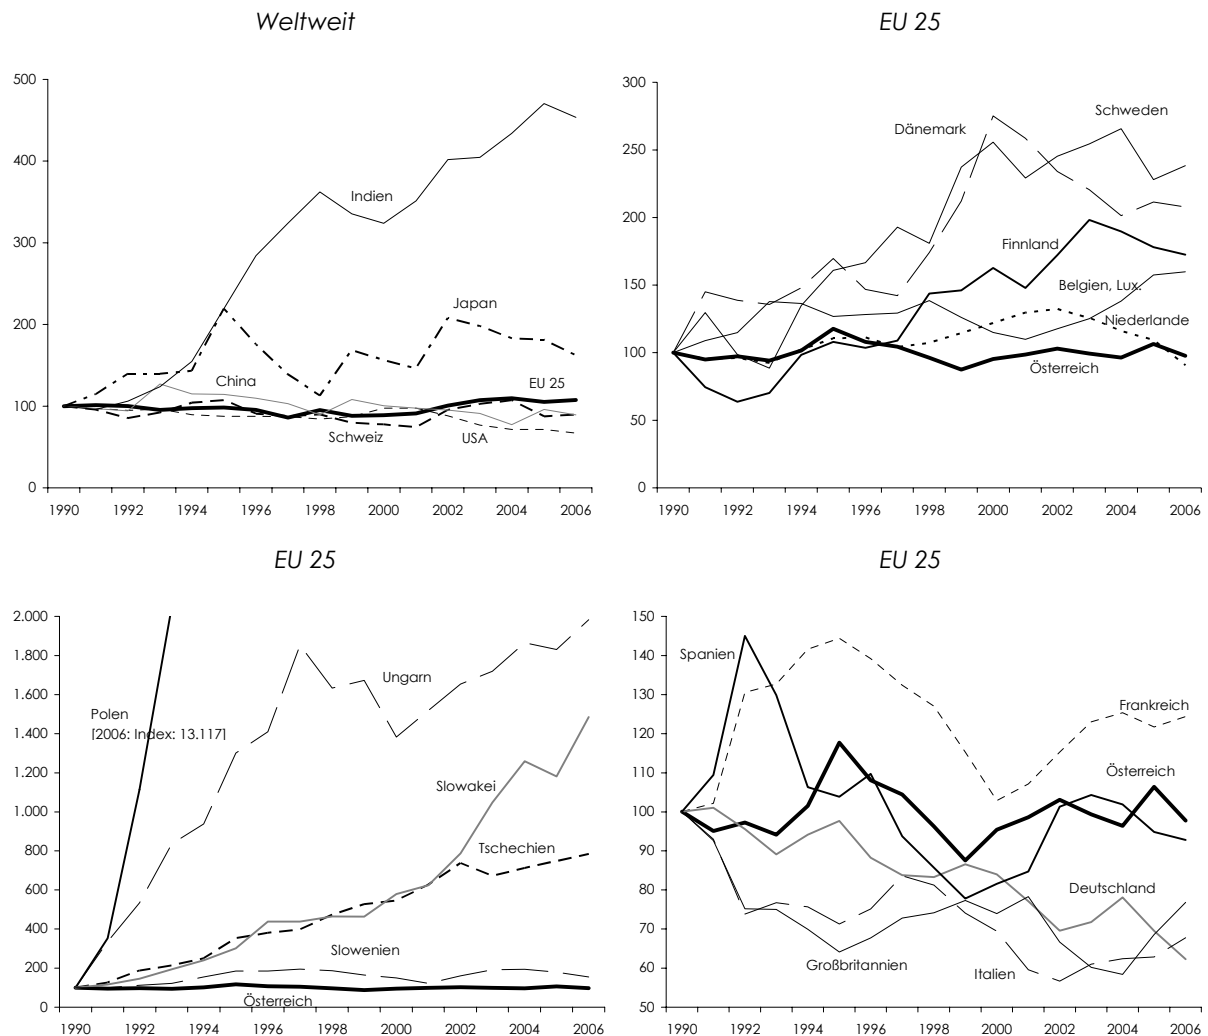 Weltweit
EU 25
500
400
300
200
100
0
Indien
Japan
China
EU 25
Schweiz
USA
1990 1992 1994 1996 1998 2000 2002 2004 2006
300
250
200
150
100
50
0
Schweden
Dänemark
Finnland
Belgien, Lux.
Niederlande
Österreich
1990 1992 1994 1996 1998 2000 2002 2004 2006
EU 25
EU 25
2.000
1.800
1.600
1.400
1.200
1.000
800
600
400
200
0
Ungarn
Polen
[2006: Index: 13.117]
Slowakei
Tschechien
Slowenien
Österreich
1990 1992 1994 1996 1998 2000 2002 2004 2006
150
140
130
120
110
100
90
80
70
60
50
Spanien
Frankreich
Österreich
Deutschland
Großbritannien
Italien
1990 1992 1994 1996 1998 2000 2002 2004 2006